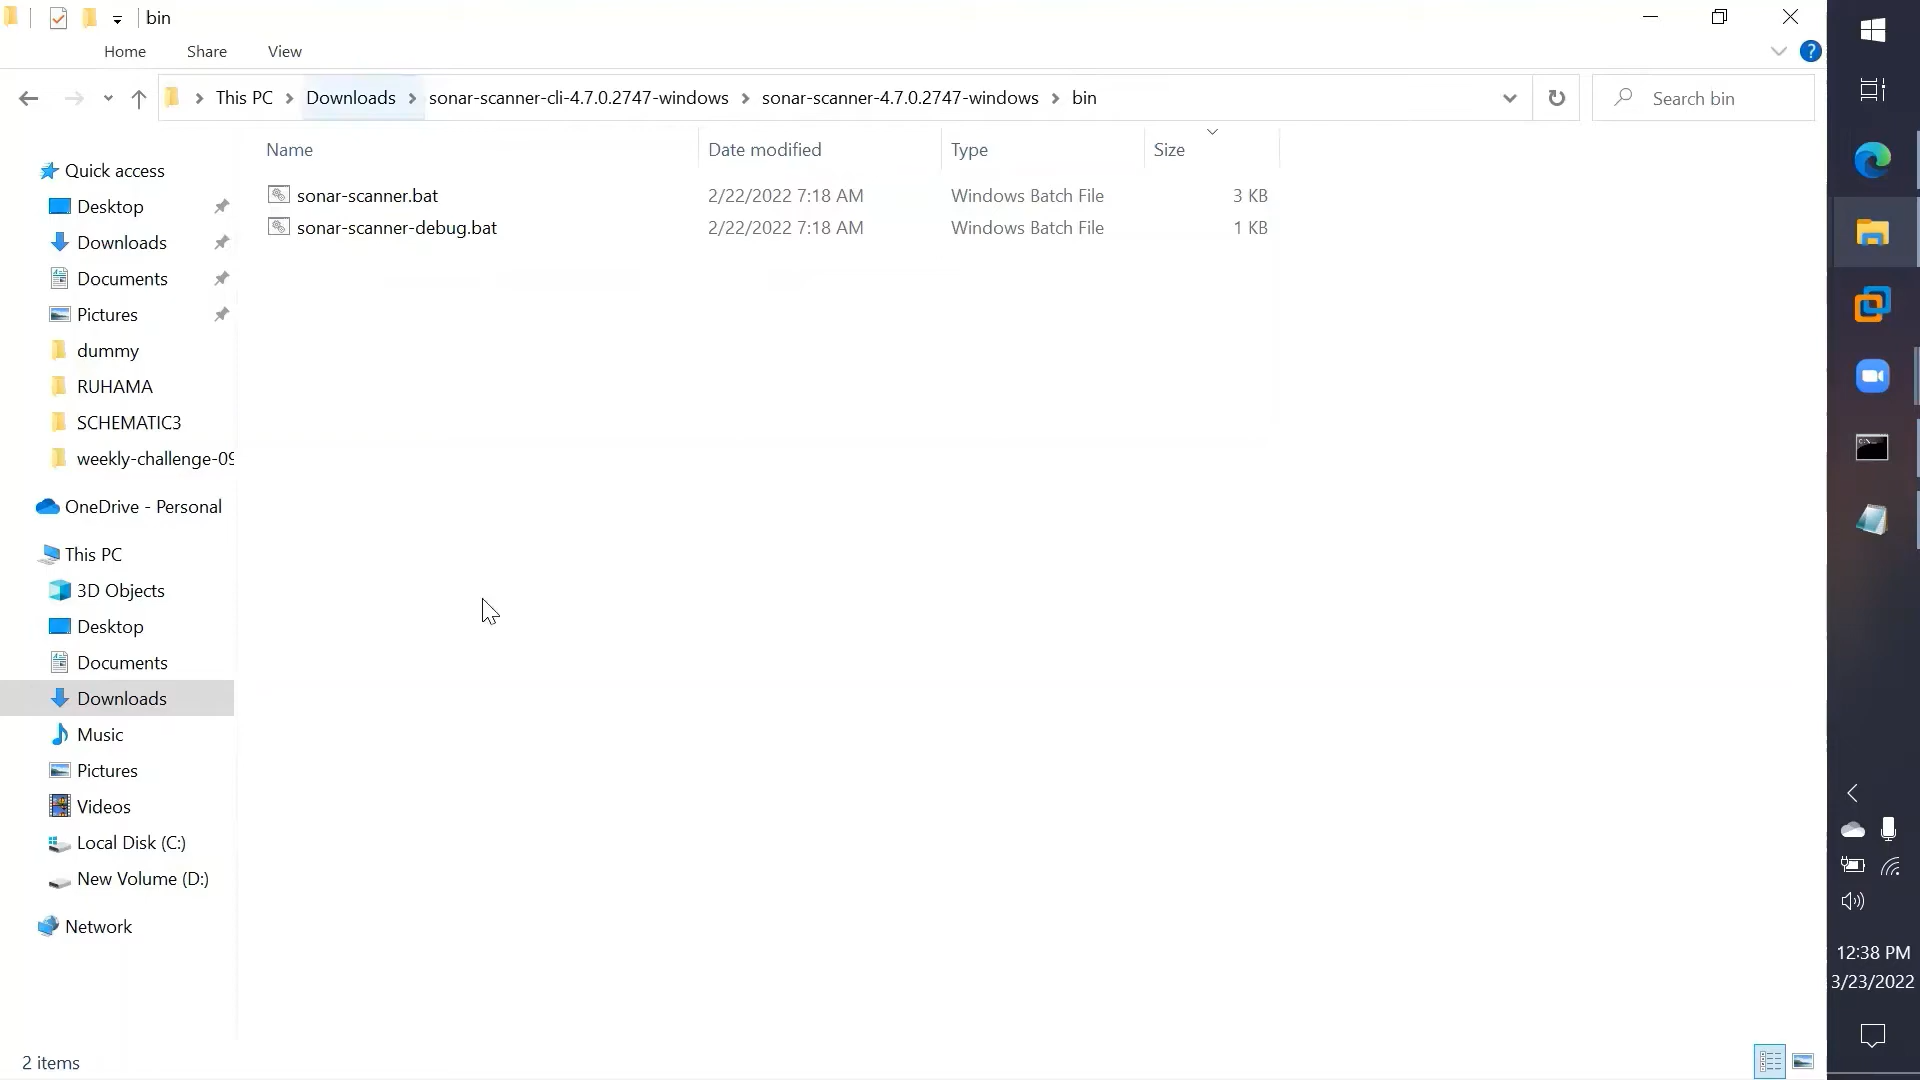 bin
Home Share View
?
This PC Downloads sonar-scanner-cli-4.7.0.2747-windows sonar-scanner-4.7.0.2747-windows bin
Search bin
Name Date modified Type Size
sonar-scanner.bat 2/22/2022 7:18 AM Windows Batch File 3 KB
sonar-scanner-debug.bat 2/22/2022 7:18 AM Windows Batch File 1 KB
Quick access
Desktop
Downloads
Documents
Pictures
dummy
RUHAMA
SCHEMATIC3
weekly-challenge-09
OneDrive - Personal
This PC
3D Objects
Desktop
Documents
Downloads
Music
Pictures
Videos
Local Disk (C:)
New Volume (D:)
Network
2 items
12:38 PM
3/23/2022